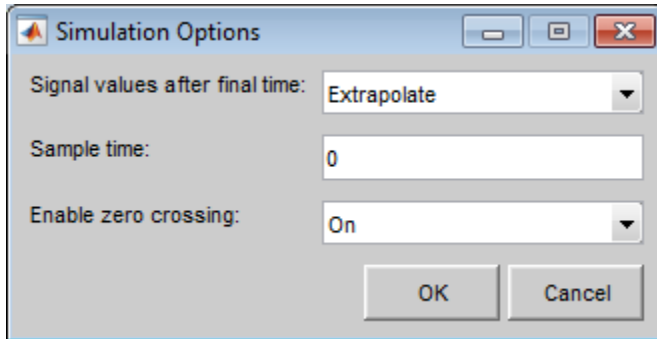 Simulation Options
Signal values after final time: Extrapolate
Sample time: 0
Enable zero crossing: On
OK Cancel